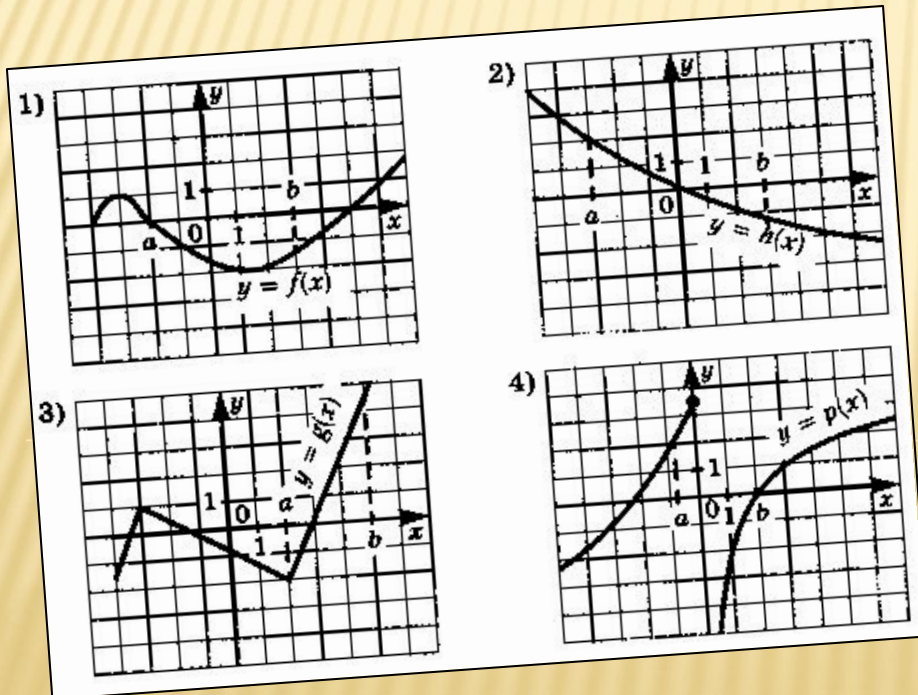 1)
y
1
b
a
0
1
x
y = f(x)
2)
y
1
1
b
a
0
x
y = h(x)
3)
y
y = g(x)
1
0
a
1
x
b
4)
y
y = p(x)
1
a
0
1
b
x